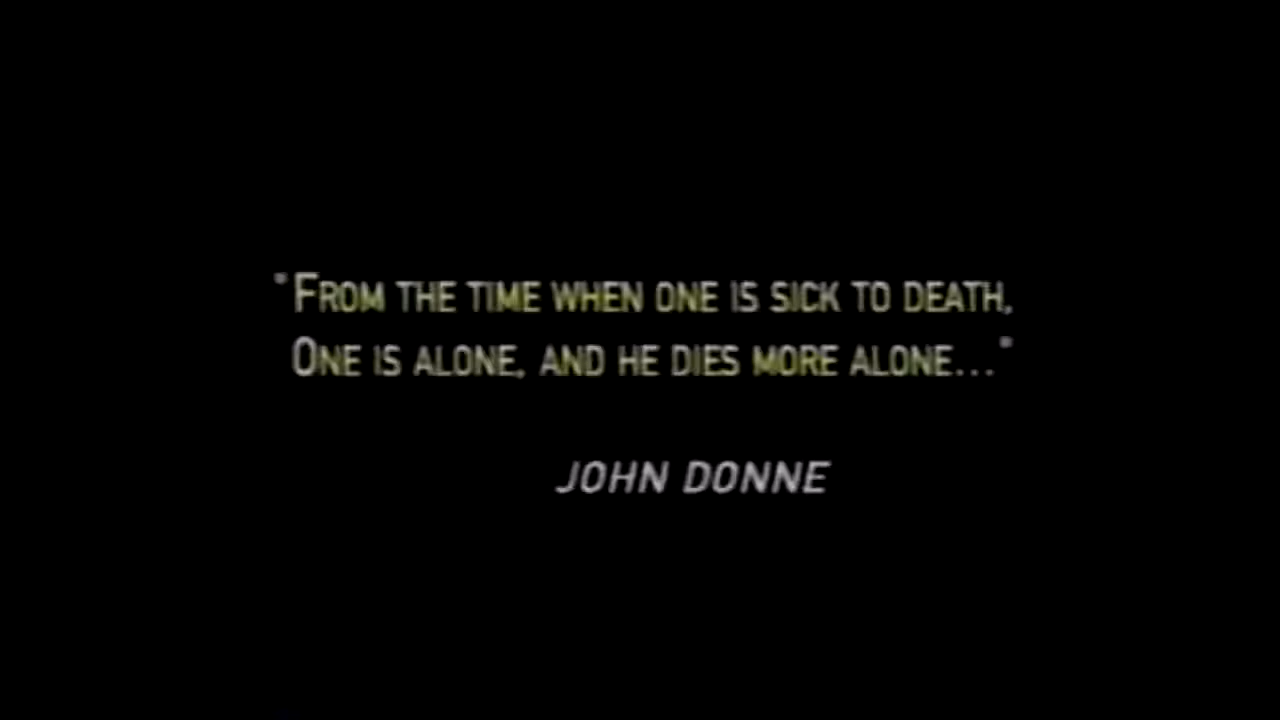 "From the time when one is sick to death,
One is alone, and he dies more alone..."
JOHN DONNE